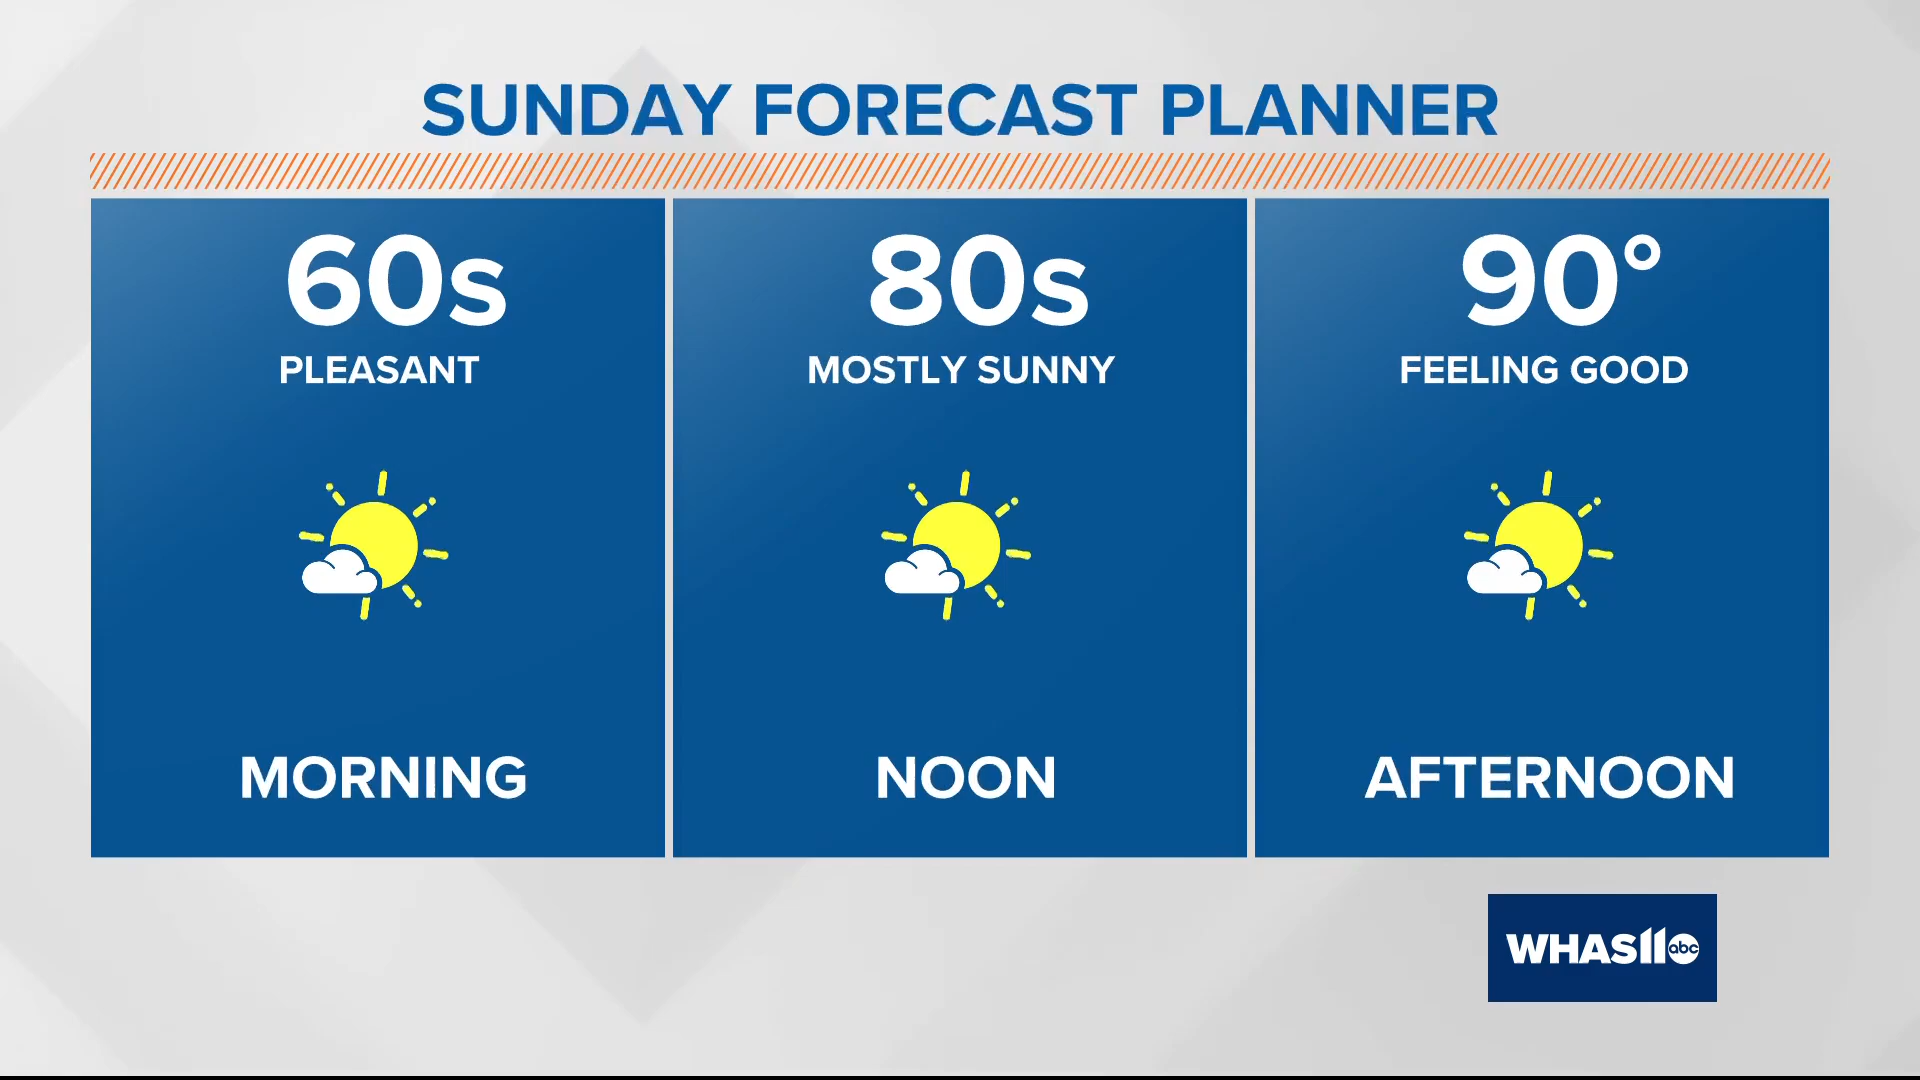 SUNDAY FORECAST PLANNER
60s
PLEASANT
MORNING
80s
MOSTLY SUNNY
NOON
90°
FEELING GOOD
AFTERNOON
WHAS11 abc